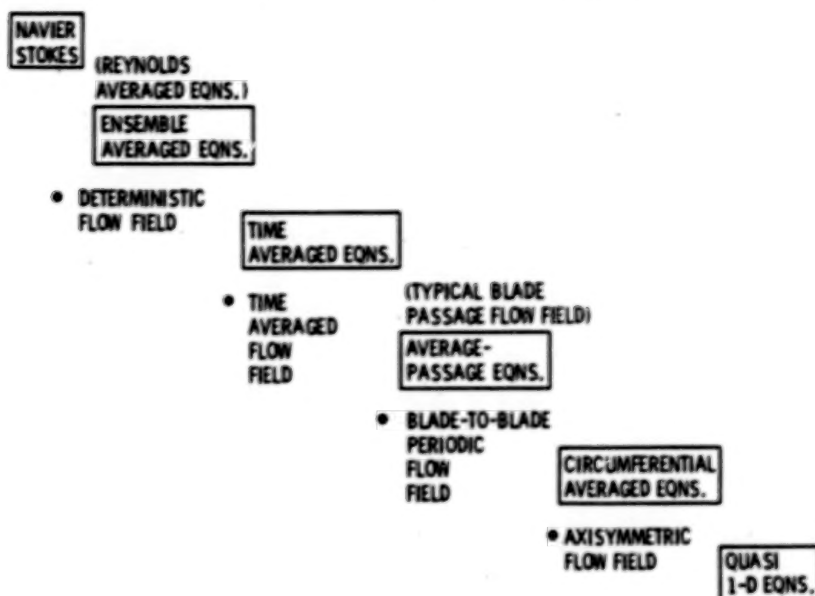 NAVIER
STOKES
(REYNOLDS
AVERAGED EQNS.)
ENSEMBLE
AVERAGED EQNS.
• DETERMINISTIC
FLOW FIELD
TIME
AVERAGED EQNS.
• TIME
AVERAGED
FLOW
FIELD
(TYPICAL BLADE
PASSAGE FLOW FIELD)
AVERAGE-
PASSAGE EQNS.
• BLADE-TO-BLADE
PERIODIC
FLOW
FIELD
CIRCUMFERENTIAL
AVERAGED EQNS.
• AXISYMMETRIC
FLOW FIELD
QUASI
1-D EQNS.